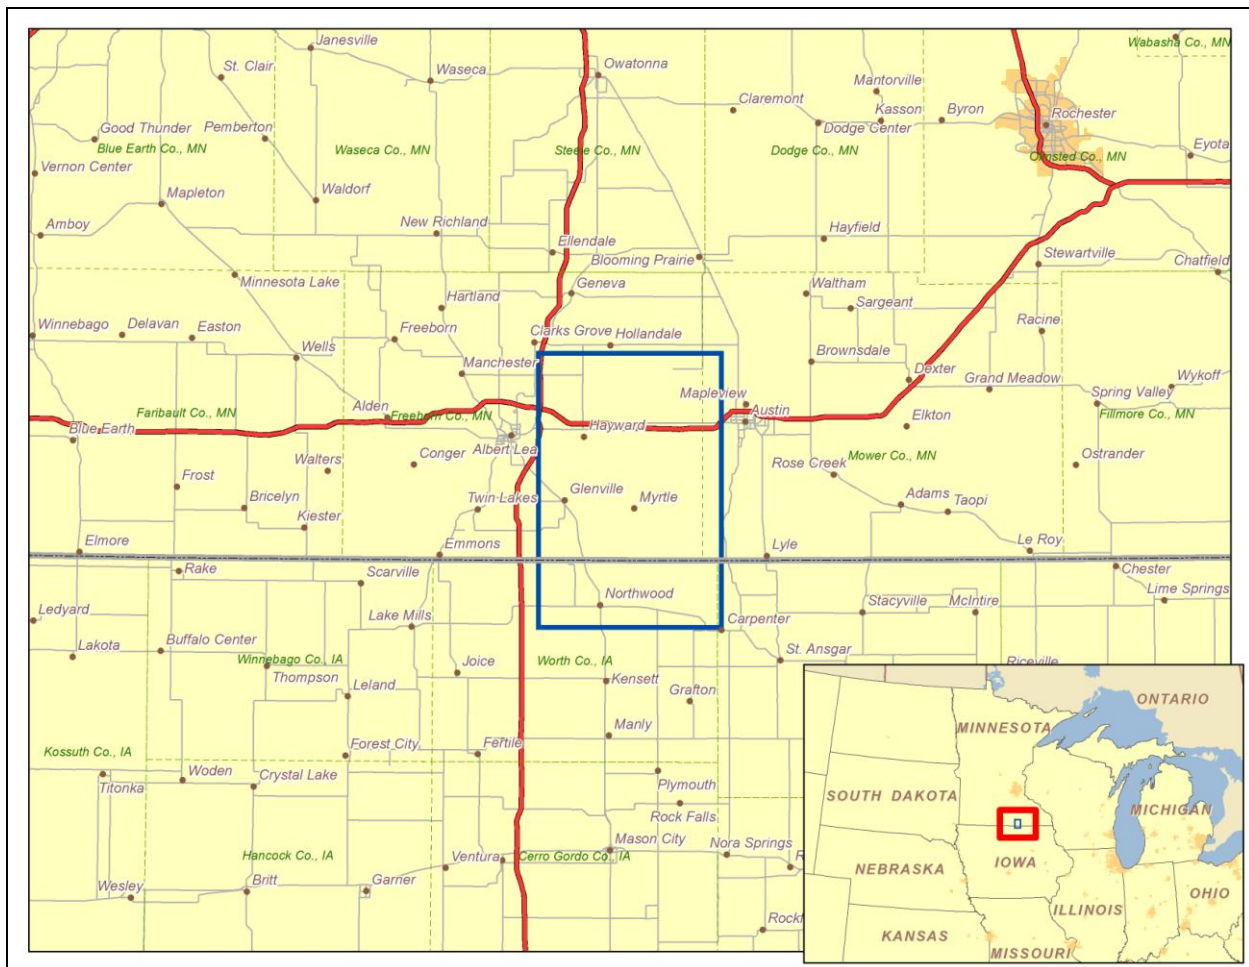 Janesville
Wabasha Co., MN
St. Clair
Waseca
Owatonna
Mantorville
Claremont
Kasson
Byron
Rochester
Dodge Center
Good Thunder
Pemberton
Blue Earth Co., MN
Waseca Co., MN
Steele Co., MN
Dodge Co., MN
Olmsted Co., MN
Eyota
Vernon Center
Mapleton
Waldorf
Amboy
New Richland
Hayfield
Ellendale
Blooming Prairie
Stewartville
Chatfield
Minnesota Lake
Geneva
Waltham
Hartland
Sargeant
Winnebago
Delavan
Easton
Freeborn
Clarks Grove
Hollandale
Racine
Wells
Manchester
Brownsdale
Dexter
Grand Meadow
Wykoff
Mapleview
Spring Valley
Alden
Faribault Co., MN
Freeborn Co., MN
Austin
Fillmore Co., MN
Blue Earth
Hayward
Elkton
Albert Lea
Mower Co., MN
Walters
Conger
Rose Creek
Ostrander
Frost
Bricelyn
Twin Lakes
Glenville
Myrtle
Adams
Taopi
Kiester
Elmore
Emmons
Lyle
Le Roy
Rake
Scarville
Chester
Lime Springs
Ledyard
Lake Mills
Northwood
Stacyville
McIntire
Carpenter
Lakota
Buffalo Center
St. Ansgar
Winnebago Co., IA
Joice
Worth Co., IA
Riceville
Thompson
Leland
Kensett
Grafton
Manly
Kossuth Co., IA
Forest City
Fertile
Woden
Crystal Lake
Titonka
Plymouth
Rock Falls
Mason City
Nora Springs
Hancock Co., IA
Ventura
Cerro Gordo Co., IA
Wesley
Britt
Garner
ONTARIO
MINNESOTA
SOUTH DAKOTA
MICHIGAN
NEBRASKA
IOWA
OHIO
ILLINOIS
KANSAS
MISSOURI